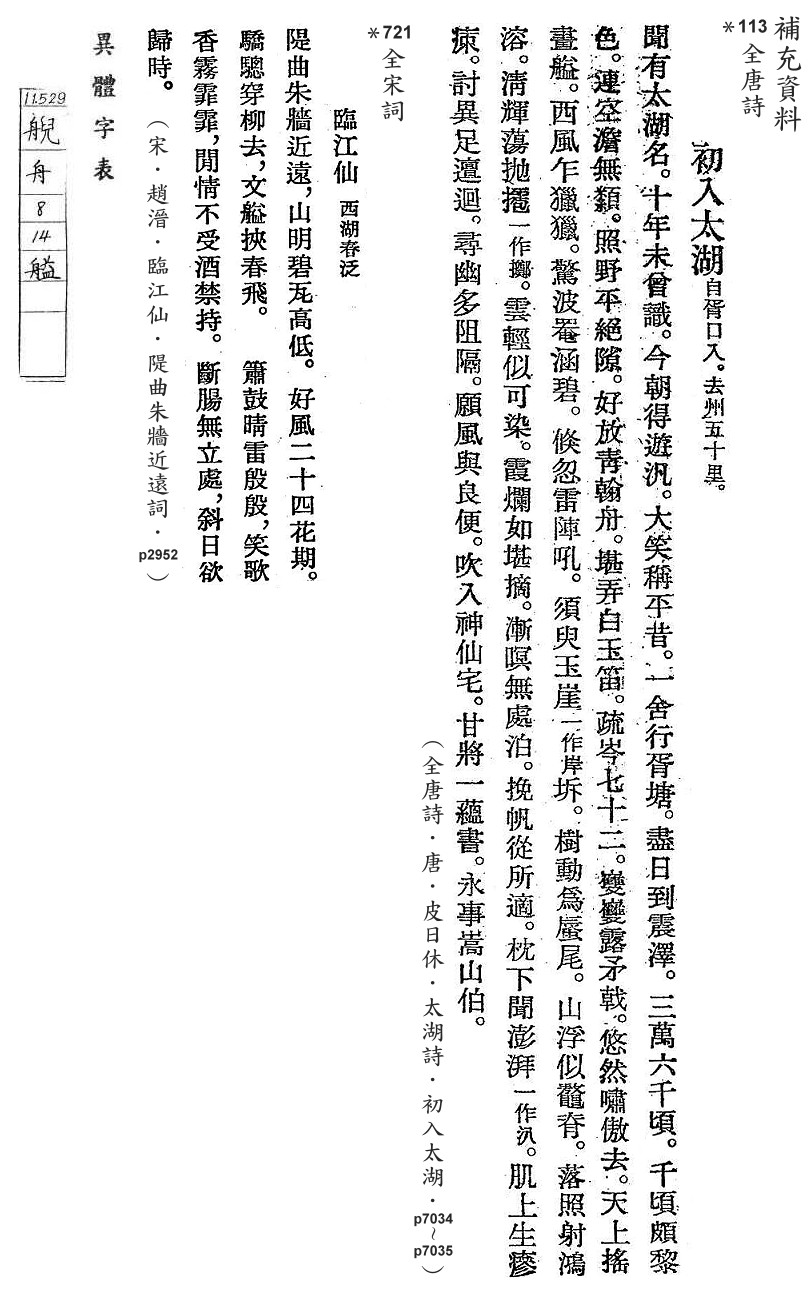 補充資料
*113 全唐詩
初入太湖 自胥口入。去州五十里。
聞有太湖名。十年未曾識。今朝得遊汎。大笑稱平昔。一舍行胥塘。盡日到震澤。三萬六千頃。千頃頗黎
色。連空澹無纇。照野平絕隙。好放青翰舟。堪弄白玉笛。疏岑七十二。䜌䜌露矛戟。悠然嘯傲去。天上搖
畫艗。西風乍獵獵。驚波罨涵碧。倏忽雷陣吼。須臾玉崖一作岸坼。樹動為蜃尾。山浮似鼇脊。落照射鴻
溶。清輝蕩拋㩧一作擲。雲輕似可染。霞爛如堪摘。漸暝無處泊。挽帆從所適。枕下聞澎湃一作汃。肌上生瘮
㾕。討異足邅迴。尋幽多阻隔。願風與良便。吹入神仙宅。甘將一蘊書。永事嵩山伯。
(全唐詩.唐.皮日休.太湖詩.初入太湖.p7034~p7035)
*721 全宋詞
臨江仙 西湖春泛
隄曲朱牆近遠,山明碧瓦高低。好風二十四花期。
驕驄穿柳去,文艗挾春飛。 簫鼓晴雷殷殷,笑歌
香霧霏霏,閒情不受酒禁持。斷腸無立處,斜日欲
歸時。 (宋.趙溍.臨江仙.隄曲朱牆近遠詞.p2952)
異體字表
11529
艌
舟
8
14
艗